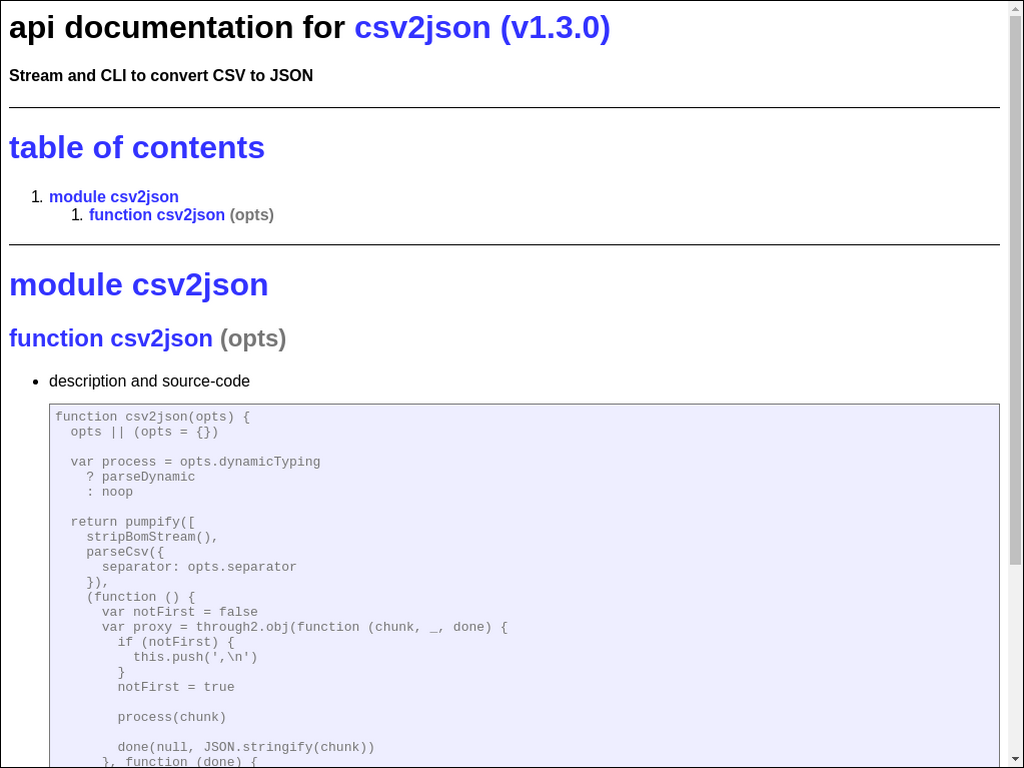 api documentation for csv2json (v1.3.0)
Stream and CLI to convert CSV to JSON
table of contents
1. module csv2json
1. function csv2json (opts)
module csv2json
function csv2json (opts)
• description and source-code
function csv2json(opts) {
  opts || (opts = {})

  var process = opts.dynamicTyping
    ? parseDynamic
    : noop

  return pumpify([
    stripBomStream(),
    parseCsv({
      separator: opts.separator
    }),
    (function () {
      var notFirst = false
      var proxy = through2.obj(function (chunk, _, done) {
        if (notFirst) {
          this.push(',\n')
        }
        notFirst = true

        process(chunk)

        done(null, JSON.stringify(chunk))
      }, function (done) {